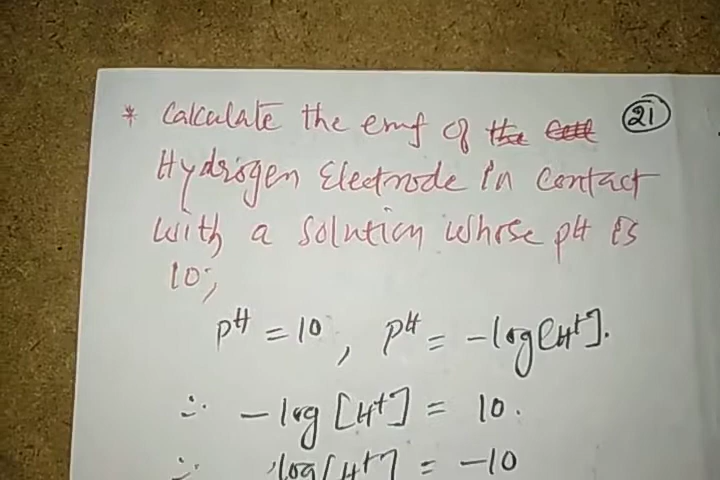 * Calculate the emf of the Cell (21)
Hydrogen Electrode in contact
with a solution whose pH is
10;
pH = 10, pH = -log[H+].
∴ -log [H+] = 10.
∴ log[H+] = -10